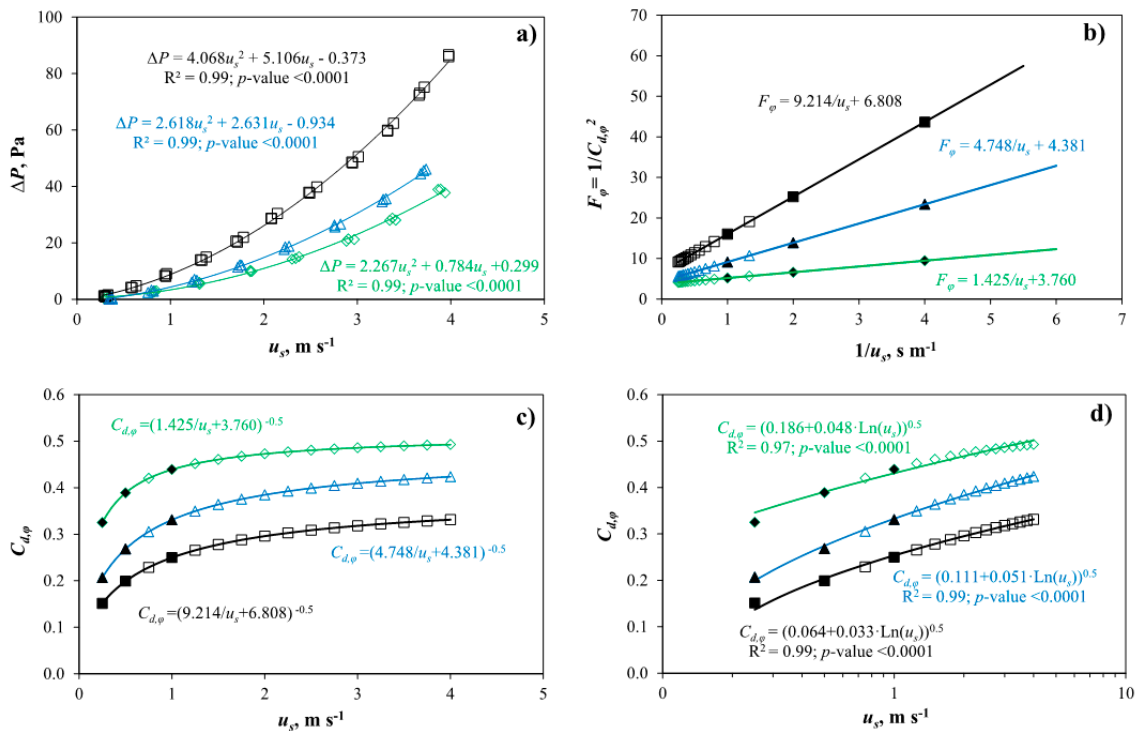 a)
ΔP = 4.068uₛ² + 5.106uₛ - 0.373
R² = 0.99; p-value <0.0001
ΔP = 2.618uₛ² + 2.631uₛ - 0.934
R² = 0.99; p-value <0.0001
ΔP = 2.267uₛ² + 0.784uₛ +0.299
R² = 0.99; p-value <0.0001
ΔP, Pa
100
80
60
40
20
0
0 1 2 3 4 5
uₛ, m s⁻¹
b)
Fφ = 9.214/uₛ + 6.808
Fφ = 4.748/uₛ + 4.381
Fφ = 1.425/uₛ+3.760
Fφ = 1/C_d,φ²
70
60
50
40
30
20
10
0
0 1 2 3 4 5 6 7
1/uₛ, s m⁻¹
c)
C_d,φ =(1.425/uₛ+3.760) ⁻⁰·⁵
C_d,φ =(4.748/uₛ+4.381) ⁻⁰·⁵
C_d,φ =(9.214/uₛ+6.808) ⁻⁰·⁵
C_d,φ
0.6
0.5
0.4
0.3
0.2
0.1
0.0
0 1 2 3 4 5
uₛ, m s⁻¹
d)
C_d,φ = (0.186+0.048·Ln(uₛ))⁰·⁵
R² = 0.97; p-value <0.0001
C_d,φ = (0.111+0.051·Ln(uₛ))⁰·⁵
R² = 0.99; p-value <0.0001
C_d,φ = (0.064+0.033·Ln(uₛ))⁰·⁵
R² = 0.99; p-value <0.0001
C_d,φ
0.6
0.5
0.4
0.3
0.2
0.1
0.0
0 1 10
uₛ, m s⁻¹